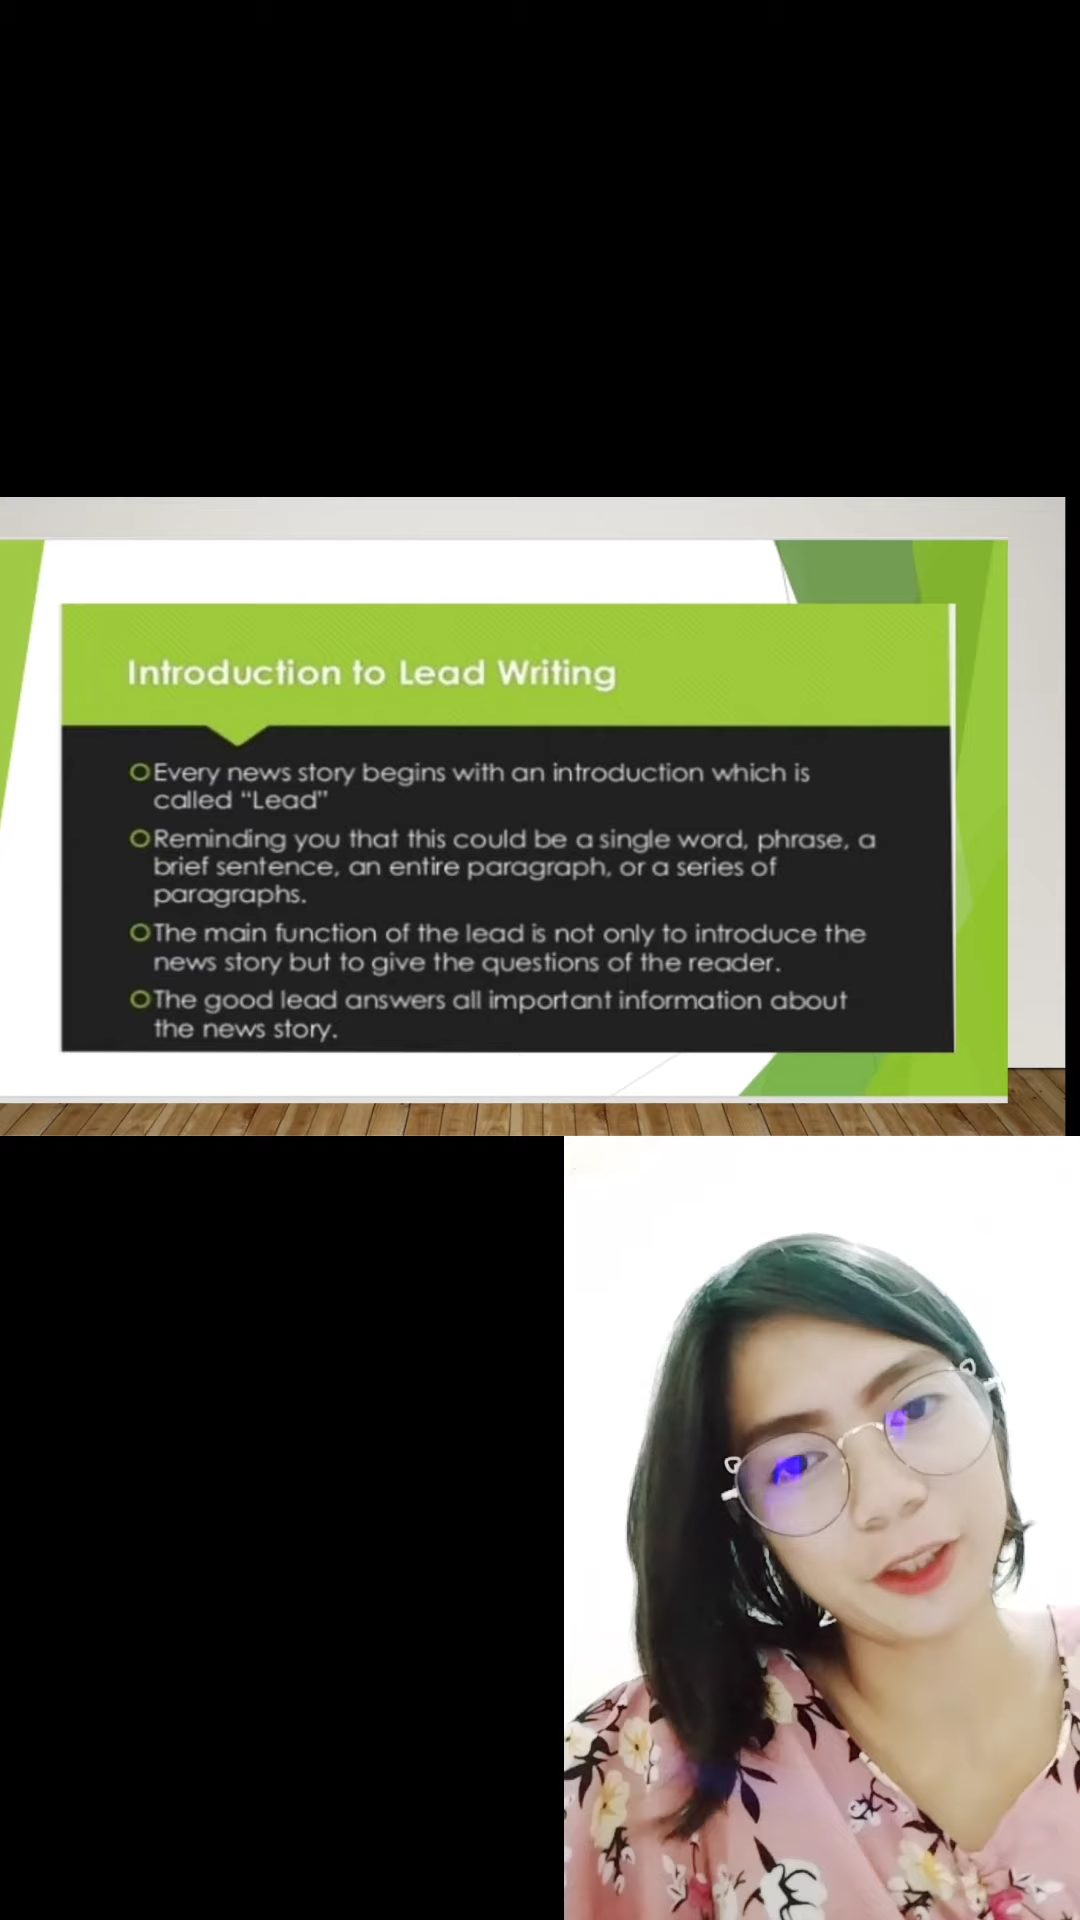 Introduction to Lead Writing
Every news story begins with an introduction which is
called “Lead”
Reminding you that this could be a single word, phrase, a
brief sentence, an entire paragraph, or a series of
paragraphs.
The main function of the lead is not only to introduce the
news story but to give the questions of the reader.
The good lead answers all important information about
the news story.